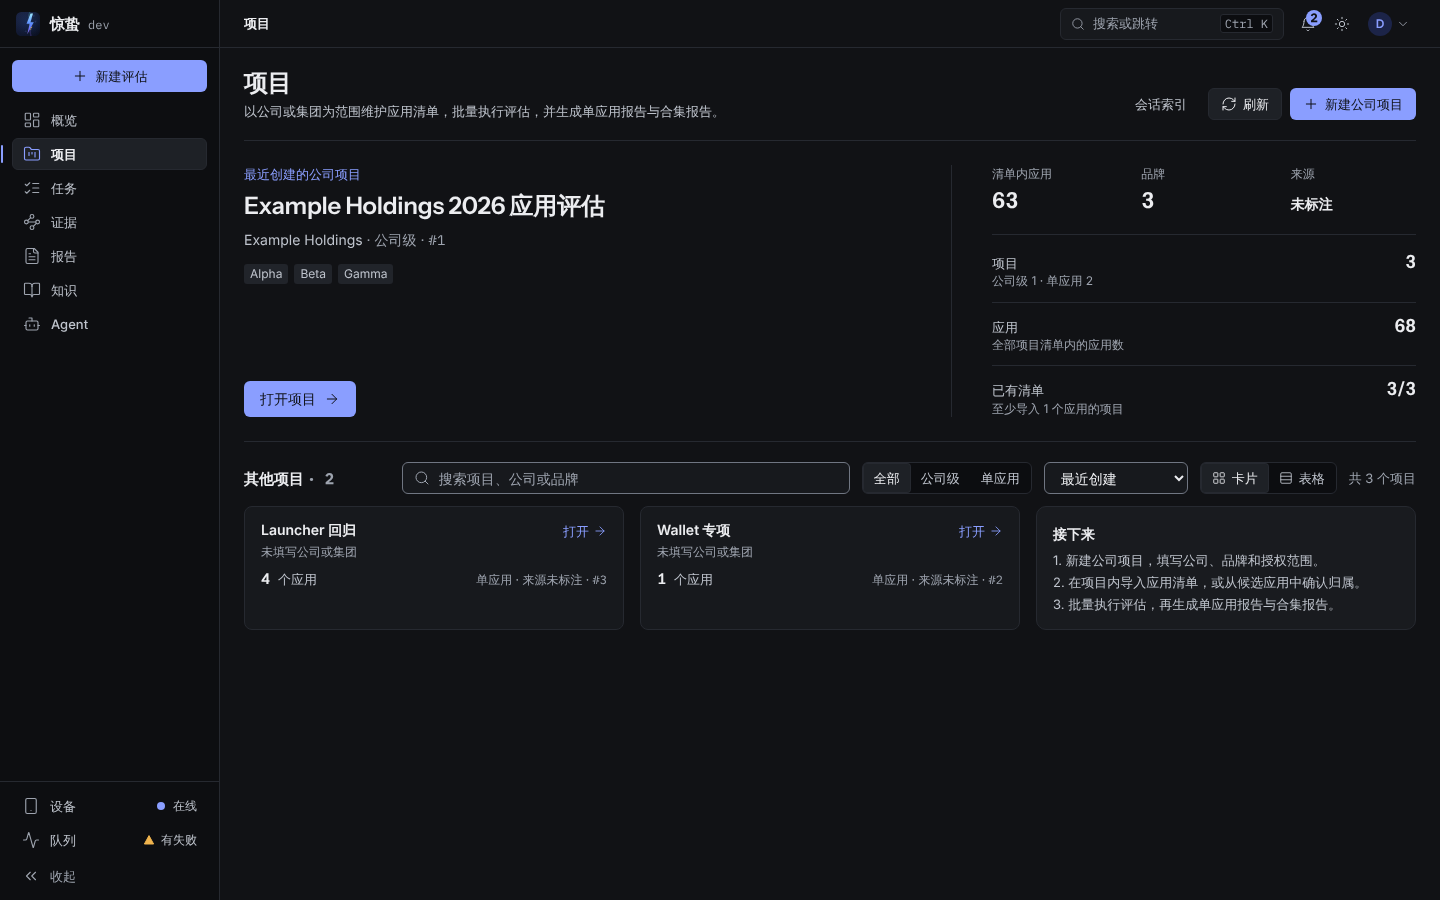 惊蛰 dev
项目
搜索或跳转 Ctrl K
2
D
新建评估
概览
项目
任务
证据
报告
知识
Agent
设备 在线
队列 有失败
收起
项目
以公司或集团为范围维护应用清单，批量执行评估，并生成单应用报告与合集报告。
会话索引
刷新
新建公司项目
最近创建的公司项目
Example Holdings 2026 应用评估
Example Holdings · 公司级 · #1
Alpha Beta Gamma
打开项目
清单内应用 品牌 来源
63 3 未标注
项目 3
公司级 1 · 单应用 2
应用 68
全部项目清单内的应用数
已有清单 3/3
至少导入 1 个应用的项目
其他项目 · 2
搜索项目、公司或品牌
全部 公司级 单应用
最近创建
卡片 表格
共 3 个项目
Launcher 回归 打开
未填写公司或集团
4 个应用 单应用 · 来源未标注 · #3
Wallet 专项 打开
未填写公司或集团
1 个应用 单应用 · 来源未标注 · #2
接下来
1. 新建公司项目，填写公司、品牌和授权范围。
2. 在项目内导入应用清单，或从候选应用中确认归属。
3. 批量执行评估，再生成单应用报告与合集报告。